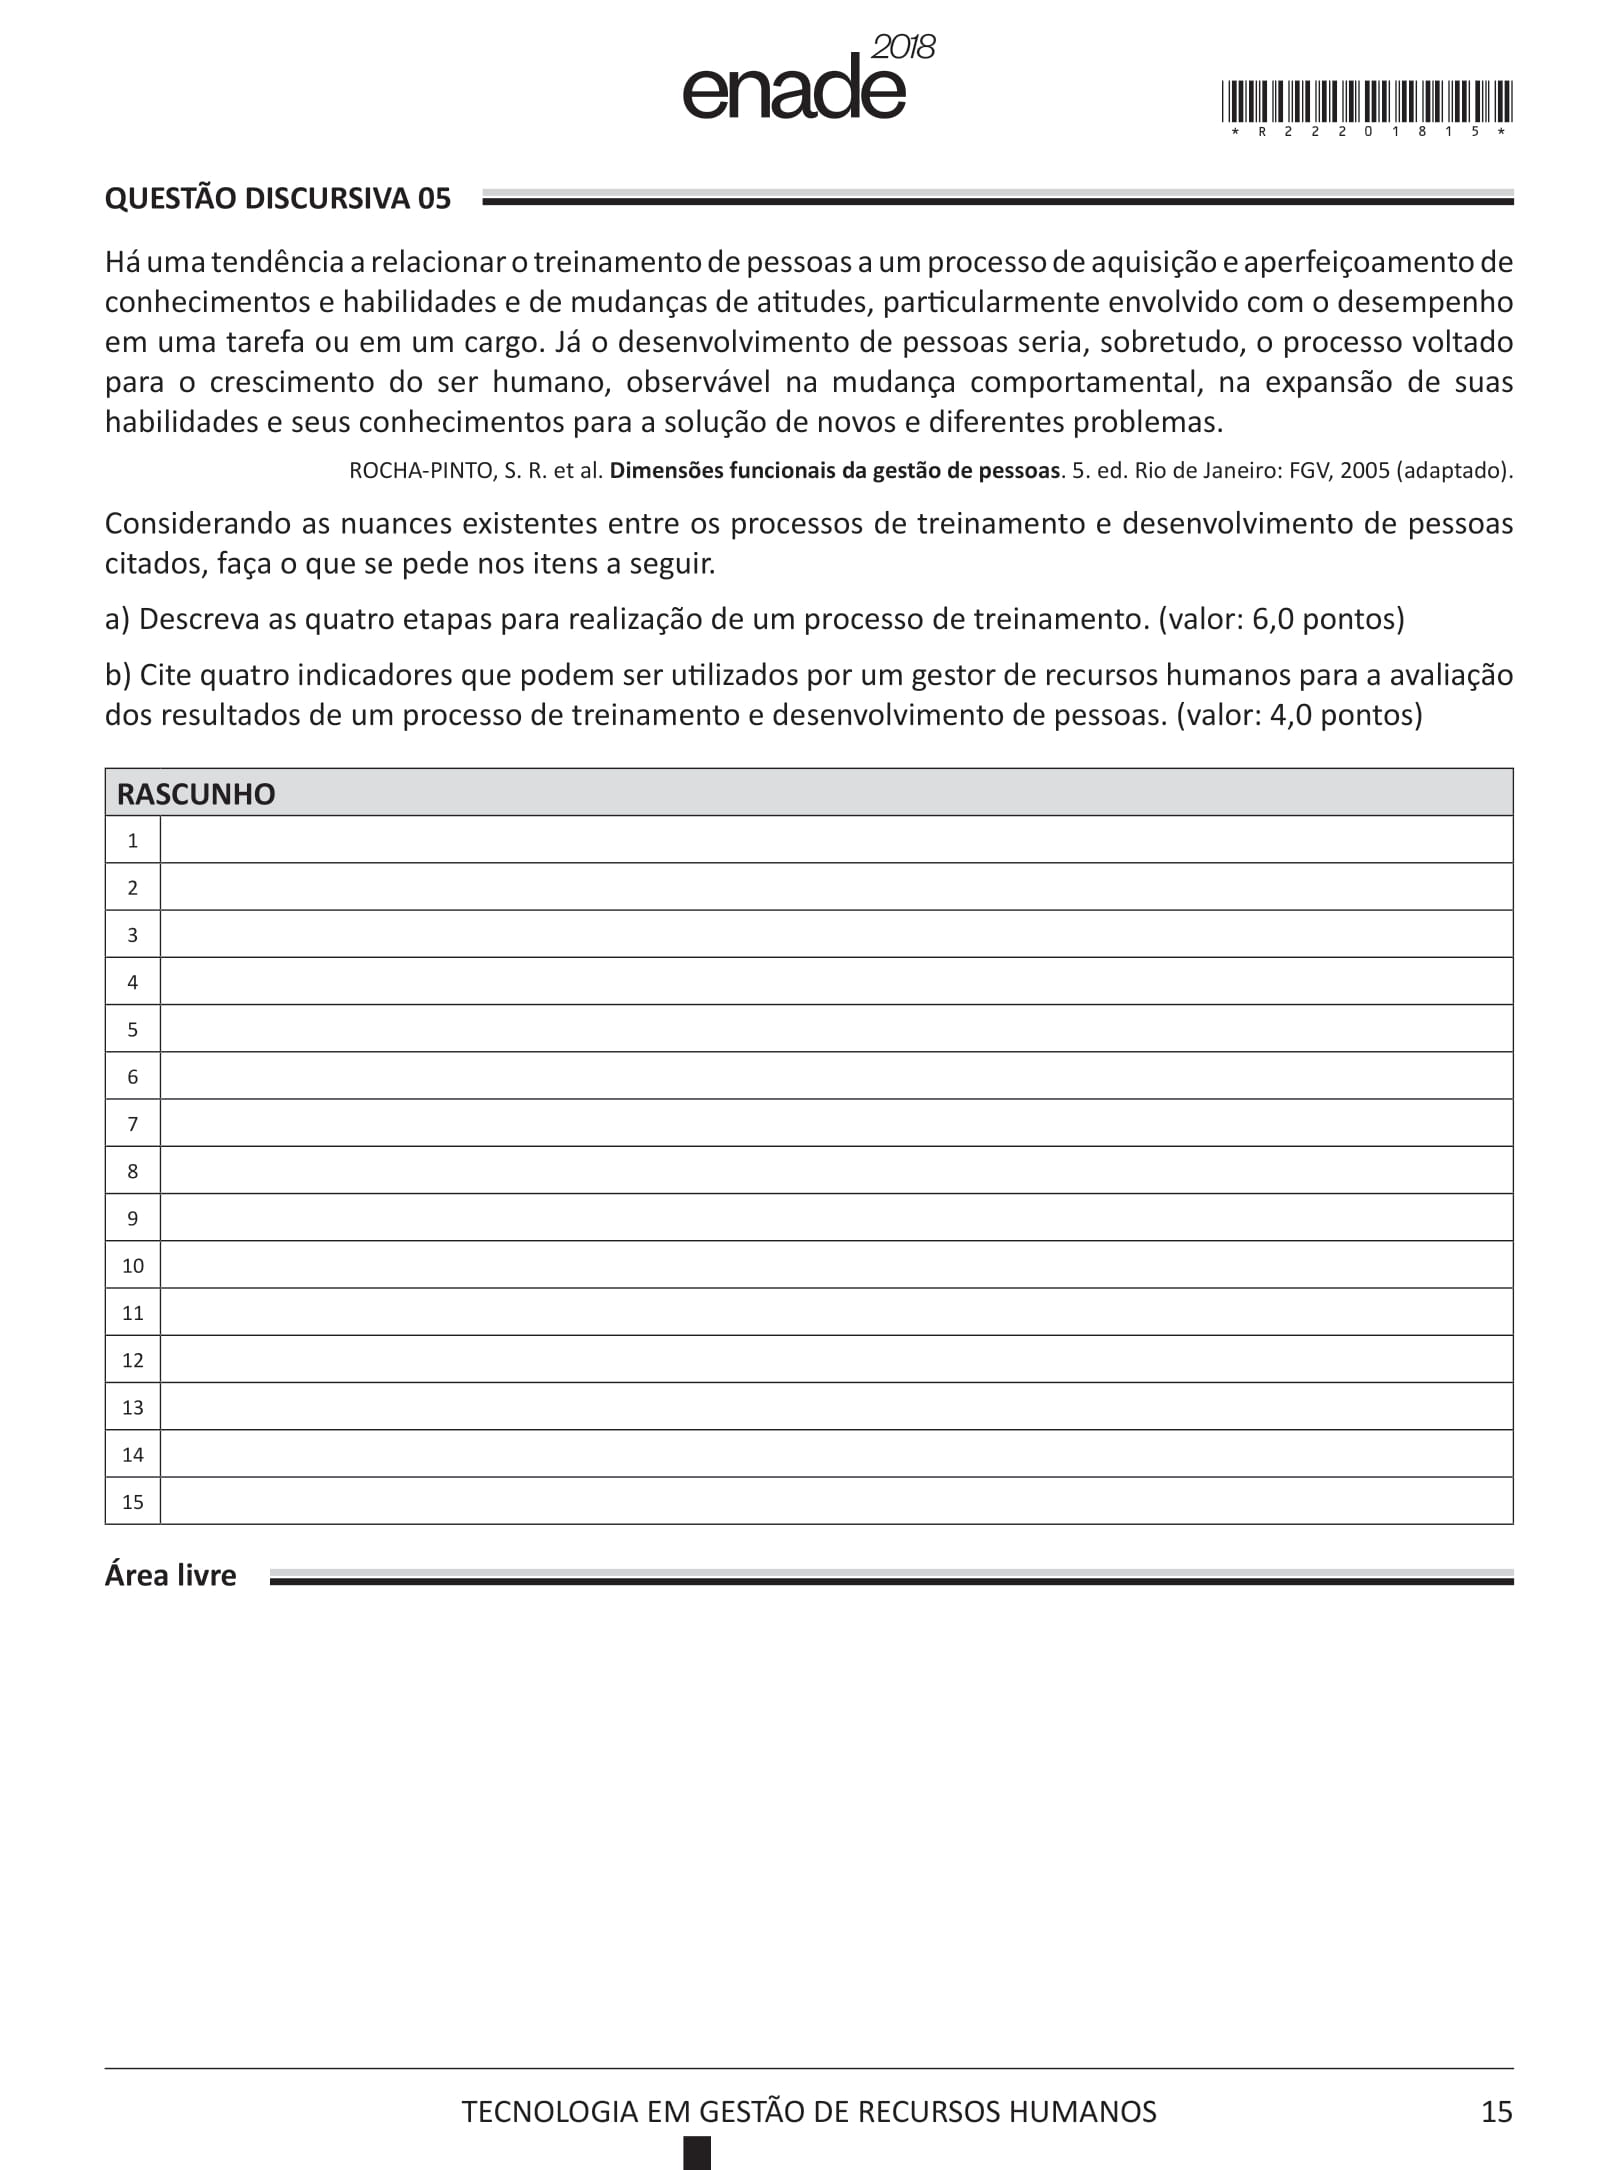 enade 2018
*R2220181 5*
QUESTÃO DISCURSIVA 05
Há uma tendência a relacionar o treinamento de pessoas a um processo de aquisição e aperfeiçoamento de
conhecimentos e habilidades e de mudanças de atitudes, particularmente envolvido com o desempenho
em uma tarefa ou em um cargo. Já o desenvolvimento de pessoas seria, sobretudo, o processo voltado
para o crescimento do ser humano, observável na mudança comportamental, na expansão de suas
habilidades e seus conhecimentos para a solução de novos e diferentes problemas.
ROCHA-PINTO, S. R. et al. Dimensões funcionais da gestão de pessoas. 5. ed. Rio de Janeiro: FGV, 2005 (adaptado).
Considerando as nuances existentes entre os processos de treinamento e desenvolvimento de pessoas
citados, faça o que se pede nos itens a seguir.
a) Descreva as quatro etapas para realização de um processo de treinamento. (valor: 6,0 pontos)
b) Cite quatro indicadores que podem ser utilizados por um gestor de recursos humanos para a avaliação
dos resultados de um processo de treinamento e desenvolvimento de pessoas. (valor: 4,0 pontos)
RASCUNHO
1
2
3
4
5
6
7
8
9
10
11
12
13
14
15
Área livre
TECNOLOGIA EM GESTÃO DE RECURSOS HUMANOS 15